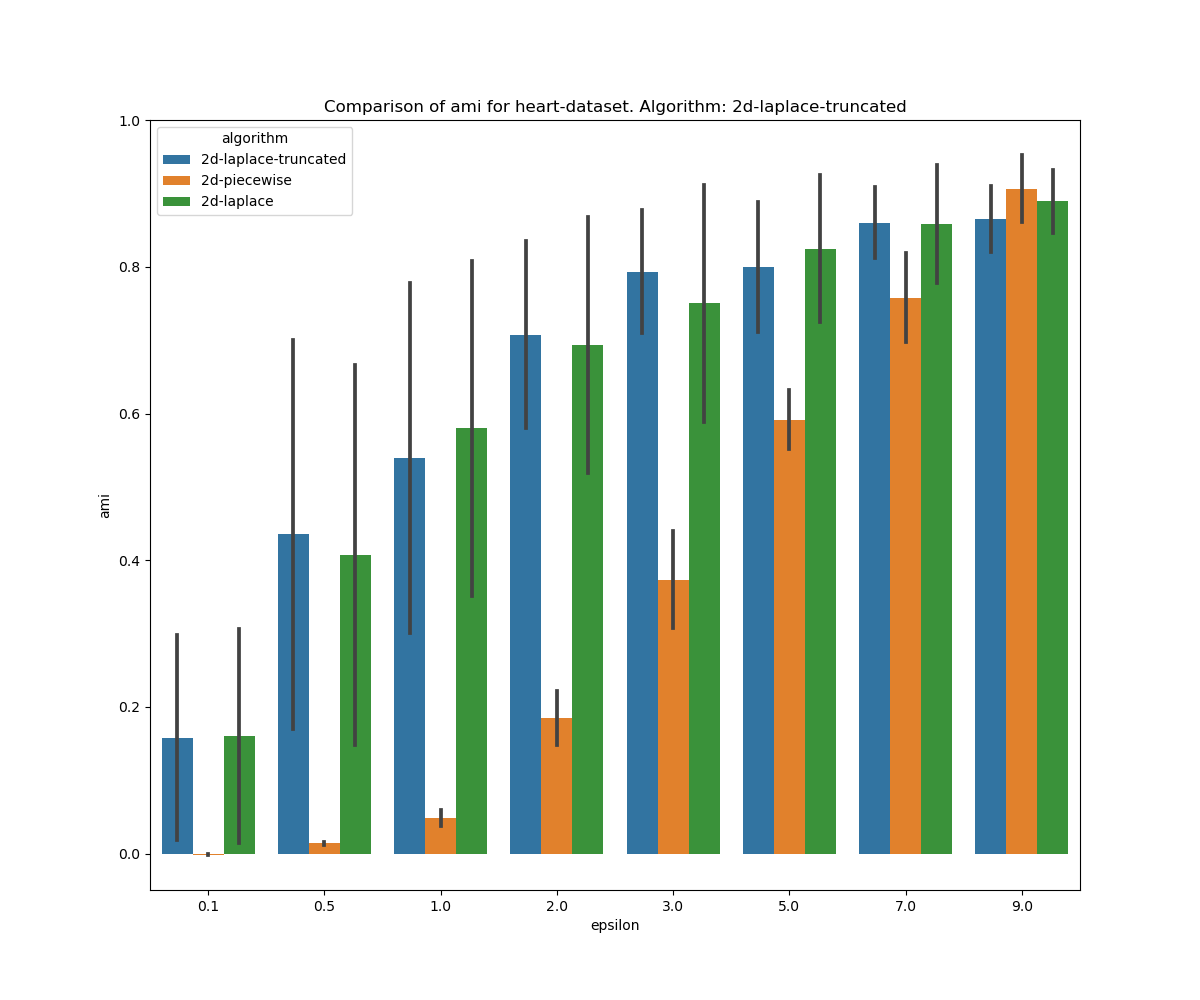 Comparison of ami for heart-dataset. Algorithm: 2d-laplace-truncated
algorithm
2d-laplace-truncated
2d-piecewise
2d-laplace
1.0
0.8
0.6
0.4
0.2
0.0
ami
0.1 0.5 1.0 2.0 3.0 5.0 7.0 9.0
epsilon